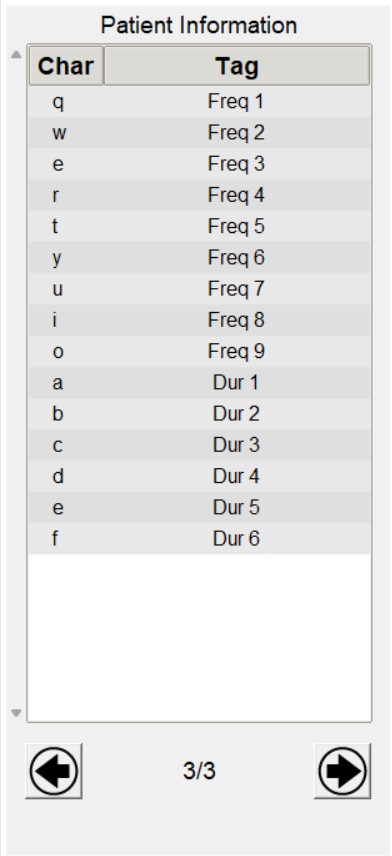 Patient Information
Char Tag
q Freq 1
w Freq 2
e Freq 3
r Freq 4
t Freq 5
y Freq 6
u Freq 7
i Freq 8
o Freq 9
a Dur 1
b Dur 2
c Dur 3
d Dur 4
e Dur 5
f Dur 6
3/3